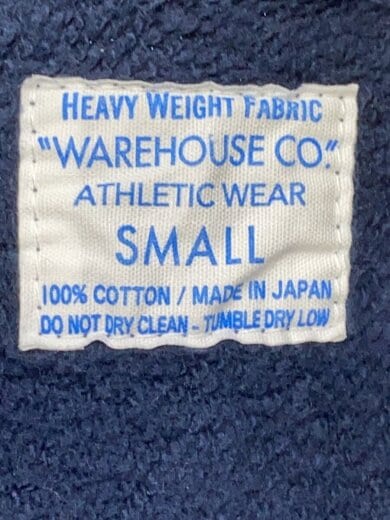 HEAVY WEIGHT FABRIC
"WAREHOUSE CO."
ATHLETIC WEAR
SMALL
100% COTTON / MADE IN JAPAN
DO NOT DRY CLEAN - TUMBLE DRY LOW